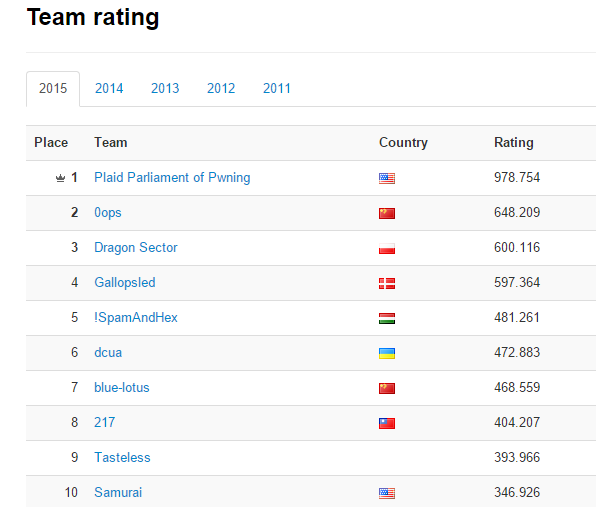 Team rating
2015 2014 2013 2012 2011
Place Team Country Rating
1 Plaid Parliament of Pwning 978.754
2 0ops 648.209
3 Dragon Sector 600.116
4 Gallopsled 597.364
5 !SpamAndHex 481.261
6 dcua 472.883
7 blue-lotus 468.559
8 217 404.207
9 Tasteless 393.966
10 Samurai 346.926